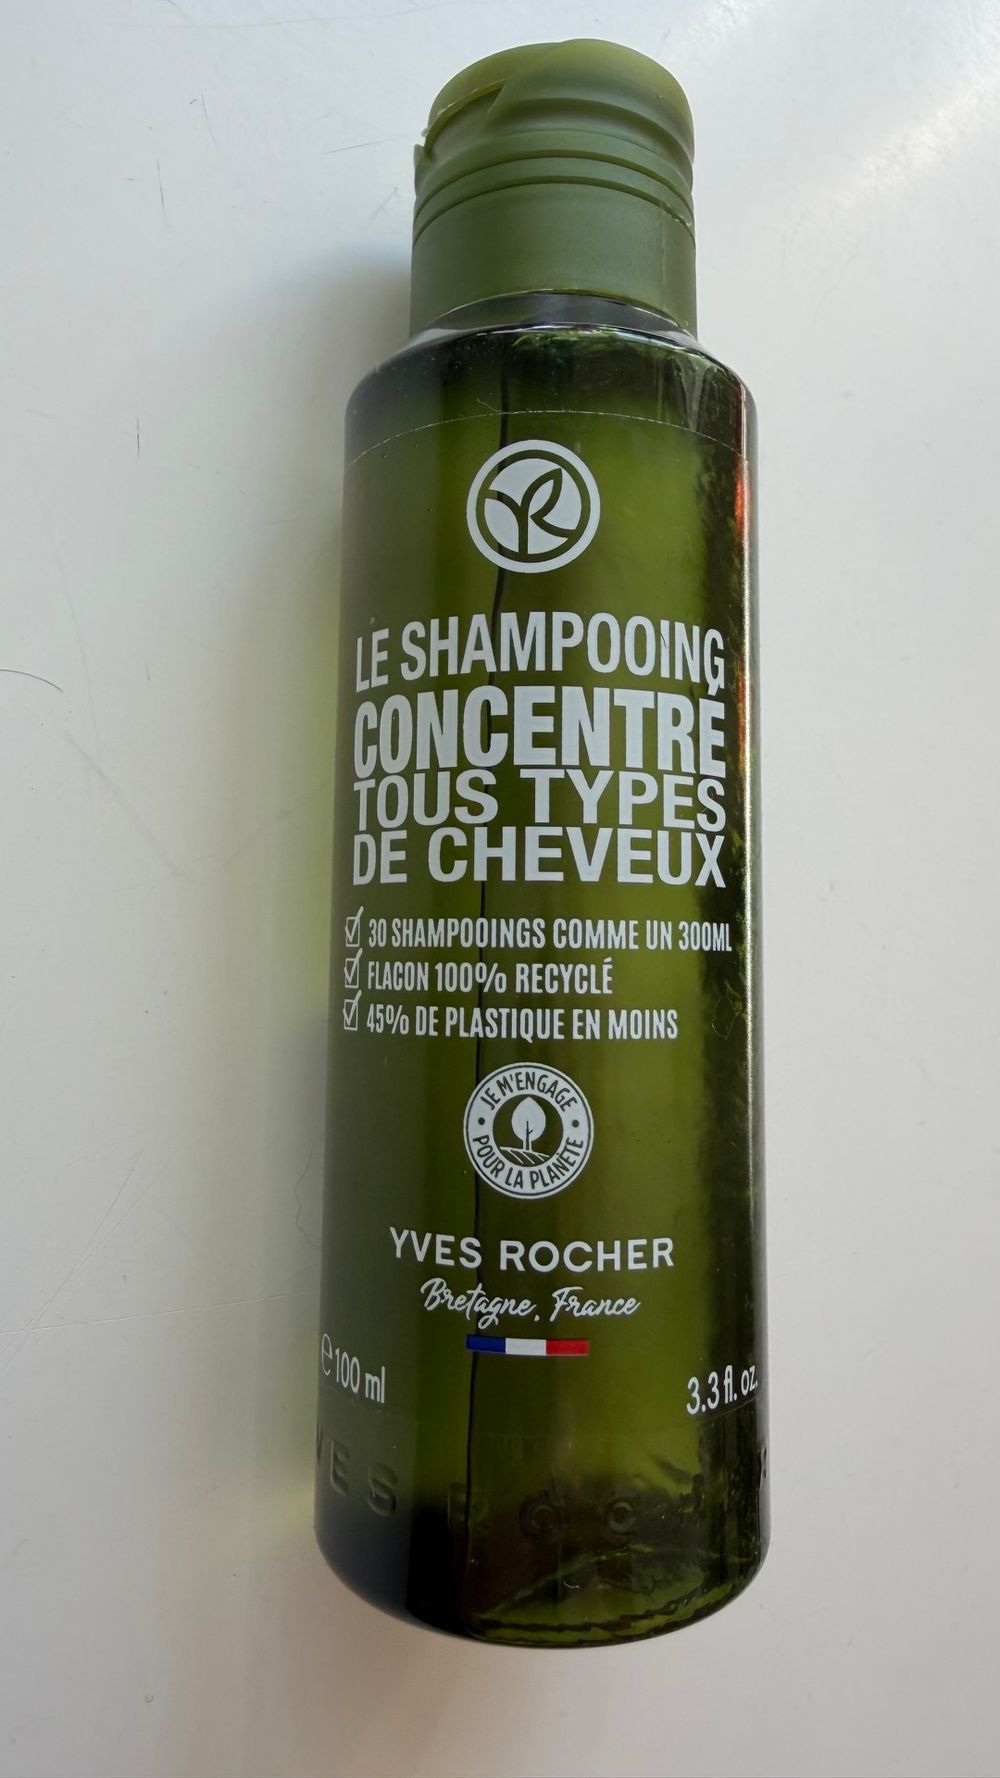 LE SHAMPOOING
CONCENTRÉ
TOUS TYPES
DE CHEVEUX
30 SHAMPOOINGS COMME UN 300ML
FLACON 100% RECYCLÉ
45% DE PLASTIQUE EN MOINS
JE M'ENGAGE
POUR LA PLANÈTE
YVES ROCHER
Bretagne, France
℮100 ml
3.3 fl. oz.